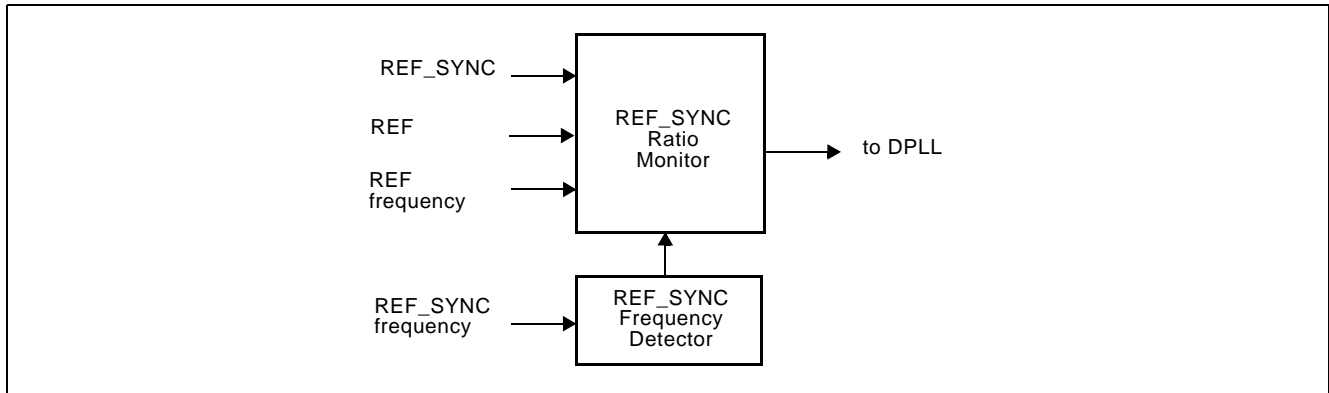 REF_SYNC
REF
REF
frequency
REF_SYNC
Ratio
Monitor
to DPLL
REF_SYNC
frequency
REF_SYNC
Frequency
Detector